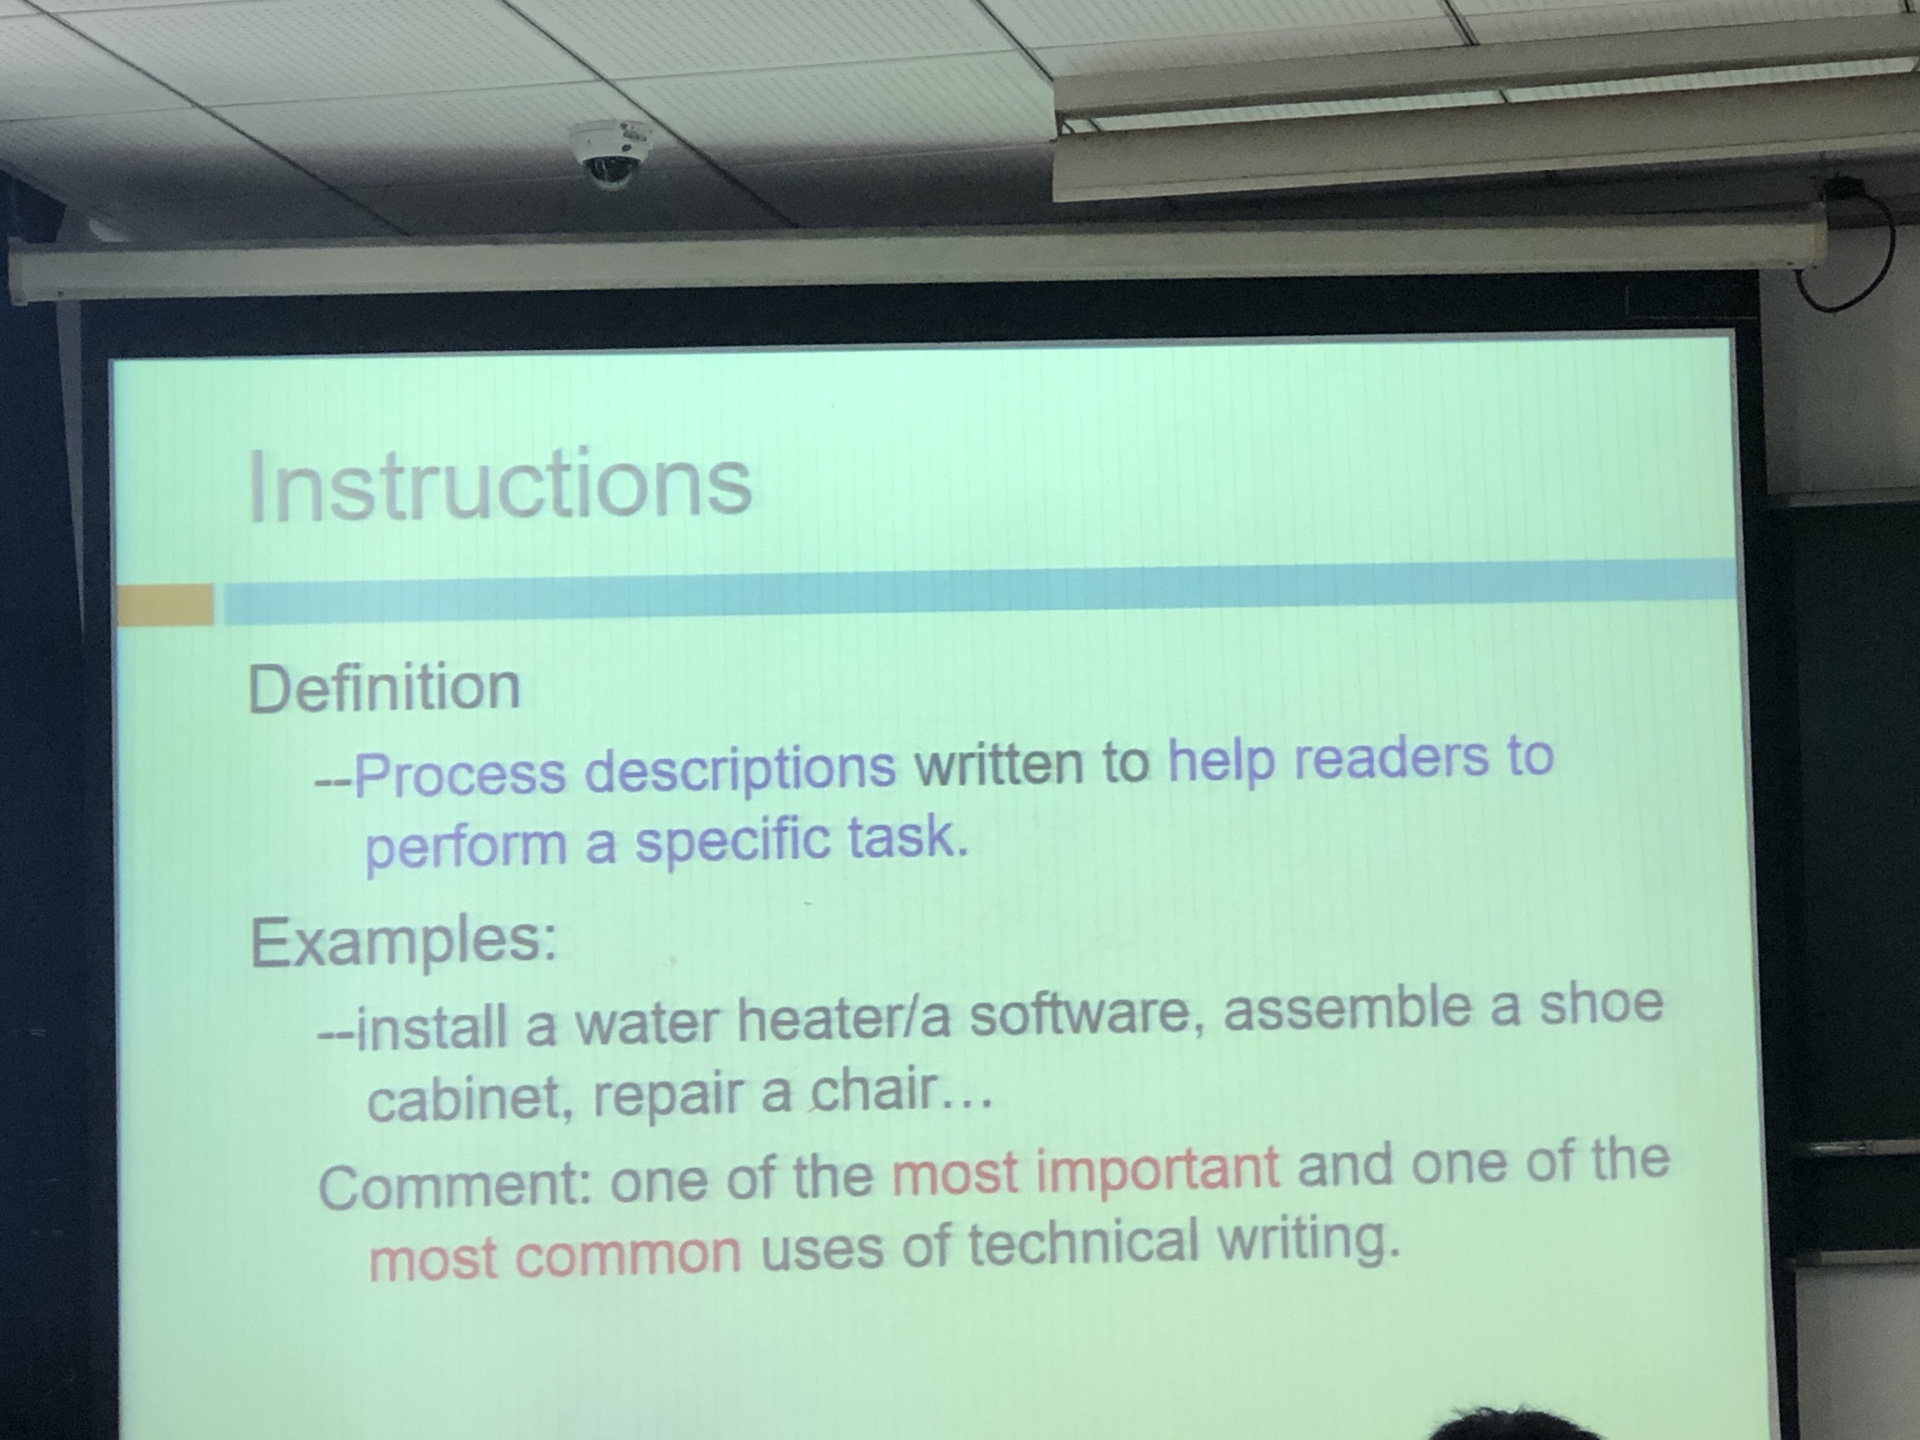 Instructions
Definition
--Process descriptions written to help readers to
perform a specific task.
Examples:
--install a water heater/a software, assemble a shoe
cabinet, repair a chair…
Comment: one of the most important and one of the
most common uses of technical writing.